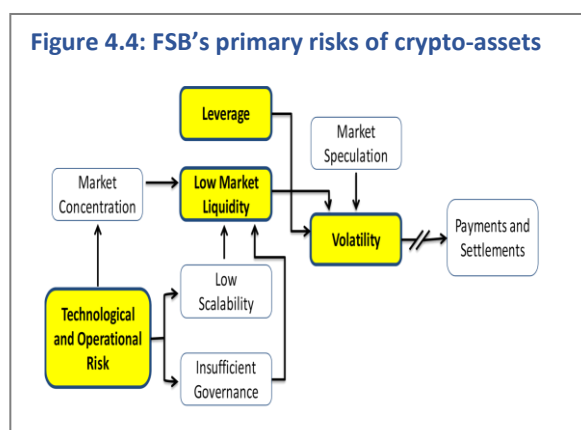 Figure 4.4: FSB's primary risks of crypto-assets
Leverage
Market
Speculation
Market
Concentration
Low Market
Liquidity
Volatility
Payments and
Settlements
Low
Scalability
Technological
and Operational
Risk
Insufficient
Governance